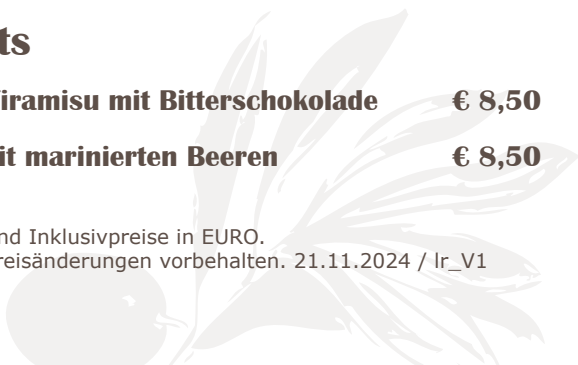 ts
iramisu mit Bitterschokolade € 8,50
it marinierten Beeren € 8,50
nd Inklusivpreise in EURO.
reisänderungen vorbehalten. 21.11.2024 / lr_V1